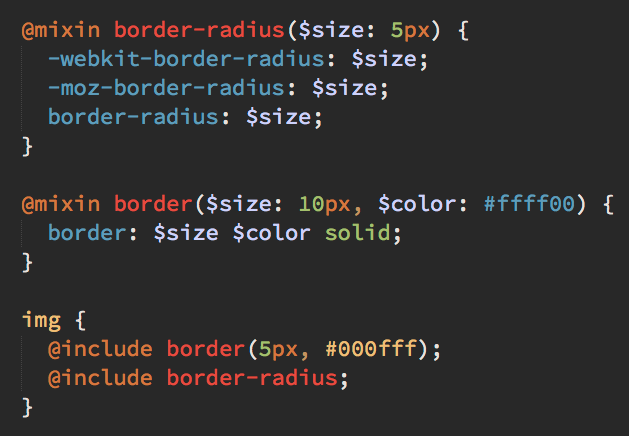 @mixin border-radius($size: 5px) {
  -webkit-border-radius: $size;
  -moz-border-radius: $size;
  border-radius: $size;
}

@mixin border($size: 10px, $color: #ffff00) {
  border: $size $color solid;
}

img {
  @include border(5px, #000fff);
  @include border-radius;
}